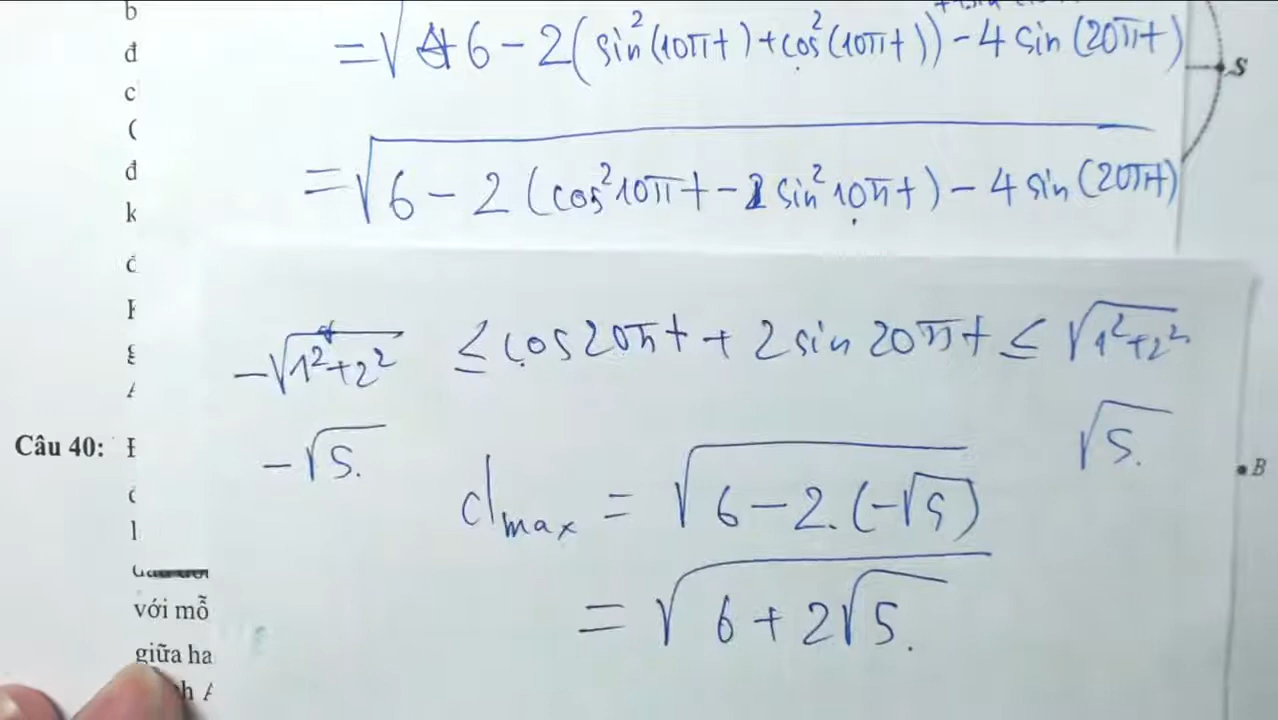 b
đ
= √ 6 − 2(sin²(10πt) + cos²(10πt)) − 4 sin (20πt)
S
c
(
đ
= √ 6 − 2 (cos²10πt − sin²10πt) − 4 sin (20πt)
k
−√1²+2² ≤ cos20πt + 2 sin 20πt ≤ √1²+2²
g
Câu 40:
−√5. √5.
B
d_max = √ 6 − 2. (−√5)
l
= √ 6 + 2√5.
với mỗ
giữa ha